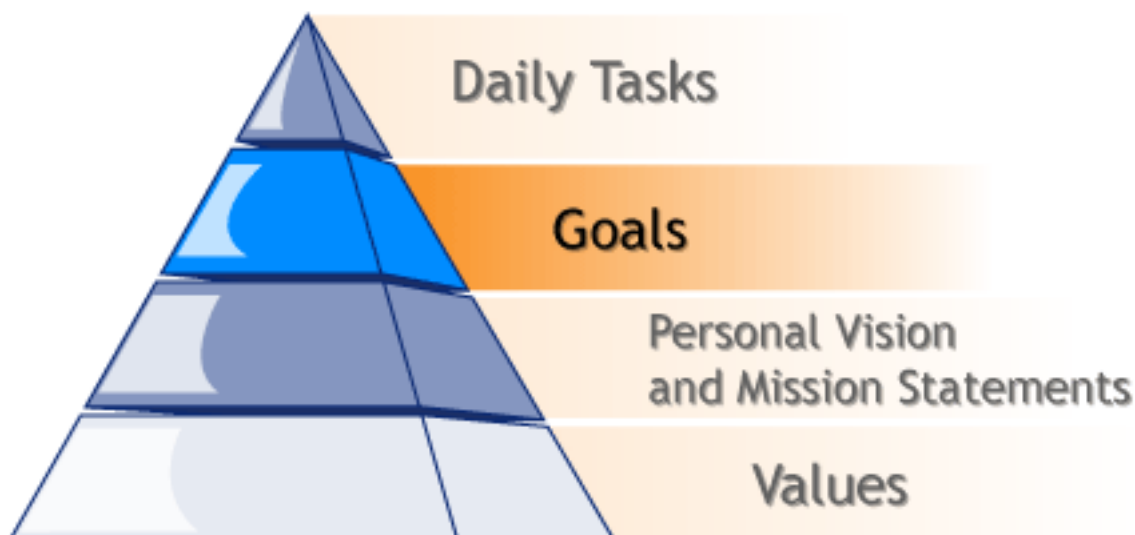 Daily Tasks
Goals
Personal Vision
and Mission Statements
Values